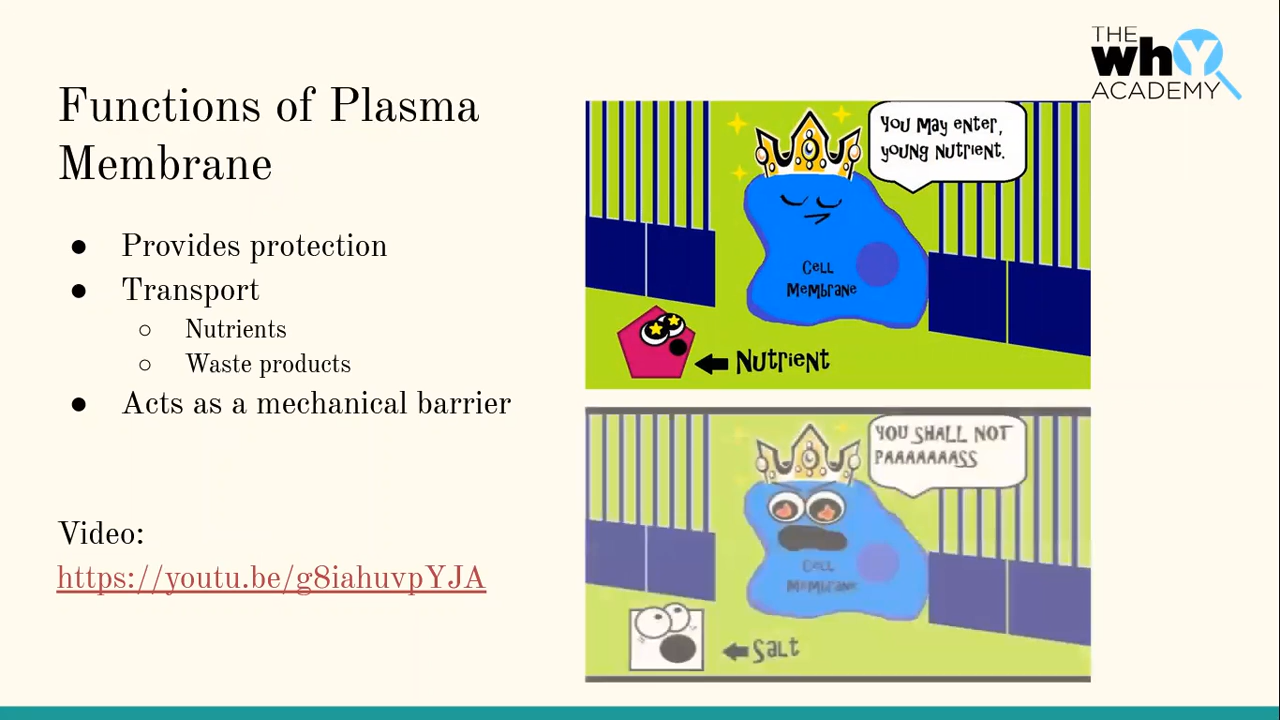 THE
whY
ACADEMY
Functions of Plasma
Membrane
● Provides protection
● Transport
○ Nutrients
○ Waste products
● Acts as a mechanical barrier
Video:
https://youtu.be/g8iahuvpYJA
You May Enter,
young Nutrient.
Cell
Membrane
Nutrient
YOU SHALL NOT
PAAAAAAASS
Cell
Membrane
Salt